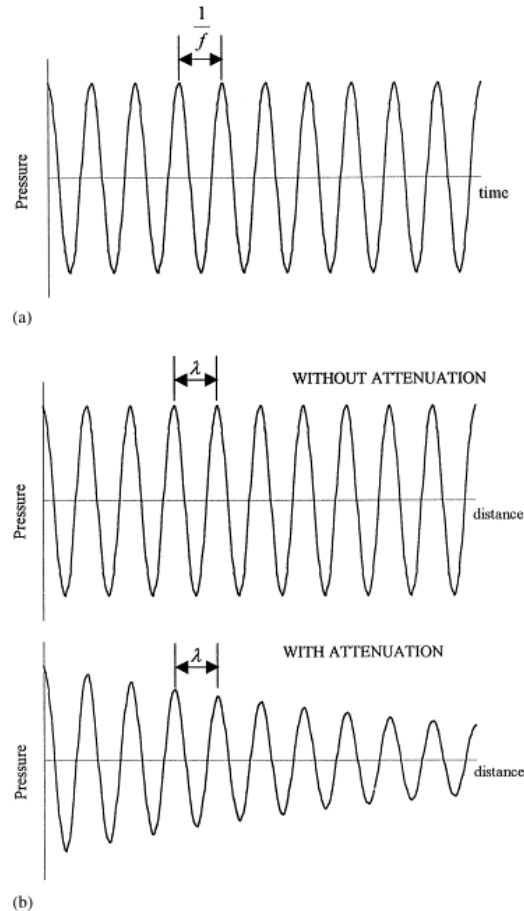 1
f
Pressure
time
(a)
λ
WITHOUT ATTENUATION
Pressure
distance
λ
WITH ATTENUATION
Pressure
distance
(b)